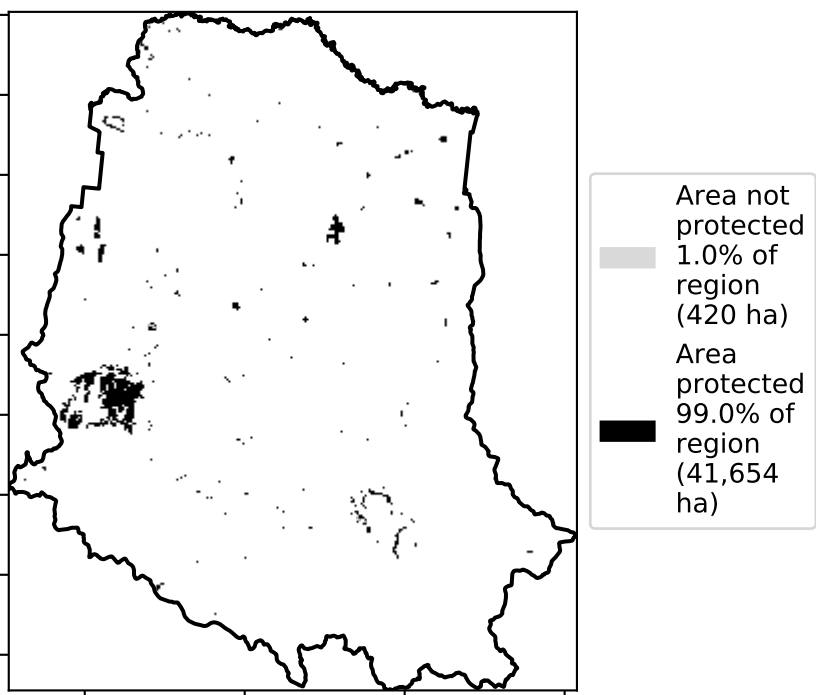 Area not
protected
1.0% of
region
(420 ha)
Area
protected
99.0% of
region
(41,654
ha)